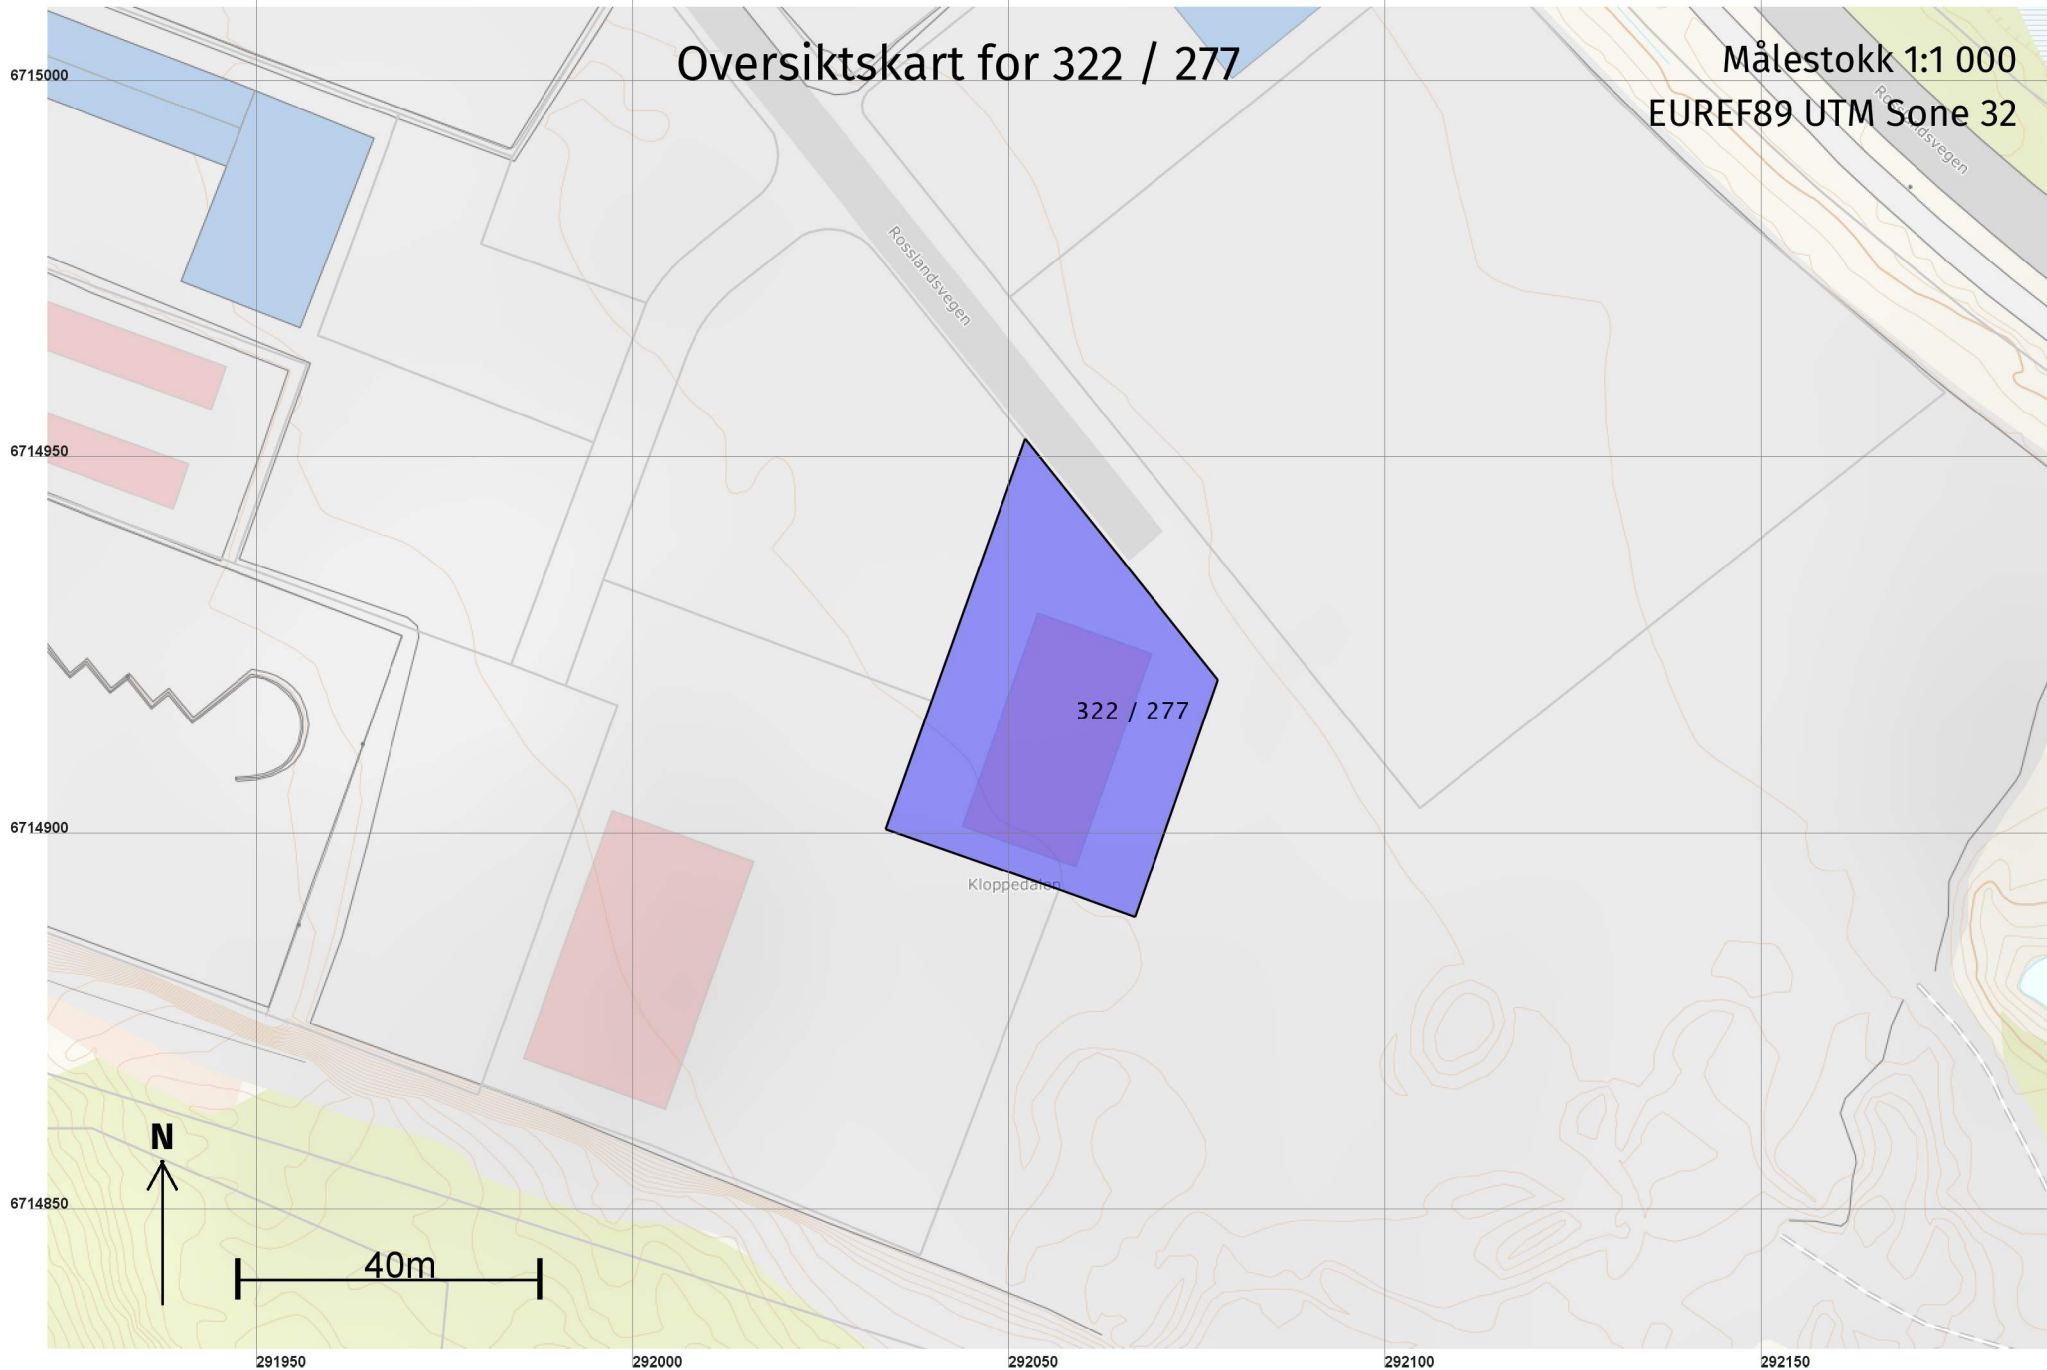 Oversiktskart for 322 / 277
Målestokk 1:1 000
EUREF89 UTM Sone 32
6715000
Rosslandsvegen
Rosslandsvegen
6714950
322 / 277
6714900
Kloppedalen
N
6714850
40m
291950
292000
292050
292100
292150